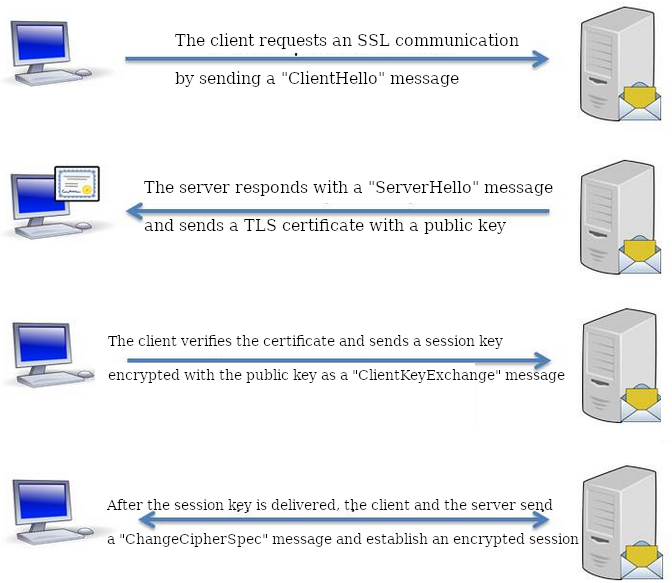 The client requests an SSL communication
by sending a "ClientHello" message
The server responds with a "ServerHello" message
and sends a TLS certificate with a public key
The client verifies the certificate and sends a session key
encrypted with the public key as a "ClientKeyExchange" message
After the session key is delivered, the client and the server send
a "ChangeCipherSpec" message and establish an encrypted session